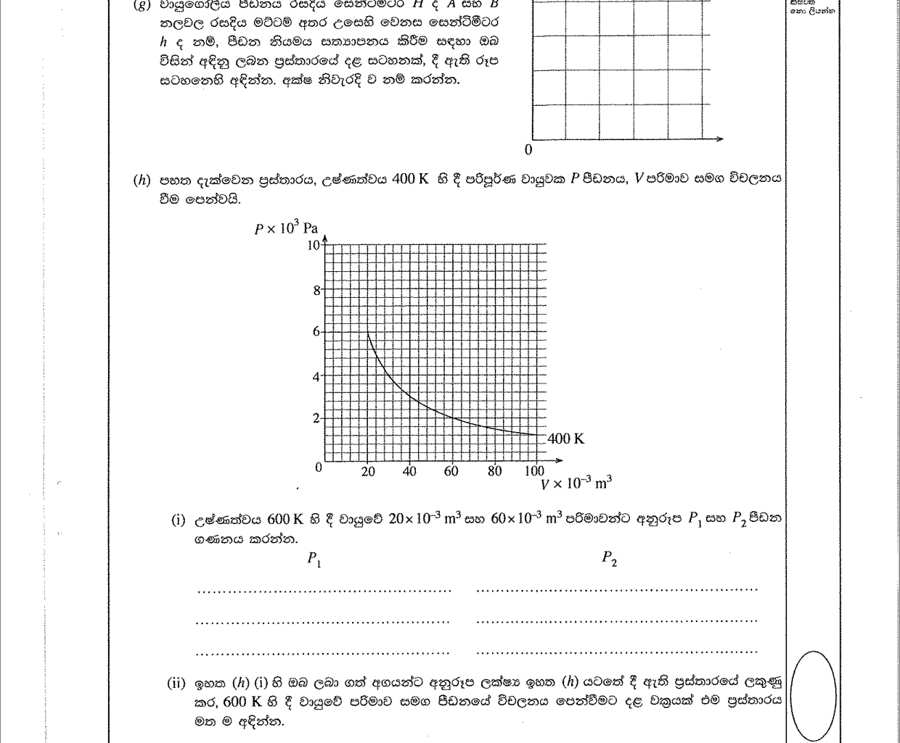 (g) වායුගෝලීය පීඩනය රසදිය සෙන්ටිමීටර H ද A සහ B
නලවල රසදිය මට්ටම් අතර උසෙහි වෙනස සෙන්ටිමීටර
h ද නම්, පීඩන නියමය සත්‍යාපනය කිරීම සඳහා ඔබ
විසින් අඳිනු ලබන ප්‍රස්තාරයේ දළ සටහනක්, දී ඇති රූප
සටහනෙහි අඳින්න. අක්ෂ නිවැරදි ව නම් කරන්න.
නො ලියන්න
0
(h) පහත දැක්වෙන ප්‍රස්තාරය, උෂ්ණත්වය 400 K හි දී පරිපූර්ණ වායුවක P පීඩනය, V පරිමාව සමග විචලනය
වීම පෙන්වයි.
P × 10³ Pa
10
8
6
4
2
400 K
0 20 40 60 80 100
V × 10⁻³ m³
(i) උෂ්ණත්වය 600 K හි දී වායුවේ 20 × 10⁻³ m³ සහ 60 × 10⁻³ m³ පරිමාවන්ට අනුරූප P₁ සහ P₂ පීඩන
ගණනය කරන්න.
P₁ P₂
(ii) ඉහත (h) (i) හි ඔබ ලබා ගත් අගයන්ට අනුරූප ලක්ෂ්‍ය ඉහත (h) යටතේ දී ඇති ප්‍රස්තාරයේ ලකුණු
කර, 600 K හි දී වායුවේ පරිමාව සමග පීඩනයේ විචලනය පෙන්වීමට දළ වක්‍රයක් එම ප්‍රස්තාරය
මත ම අඳින්න.